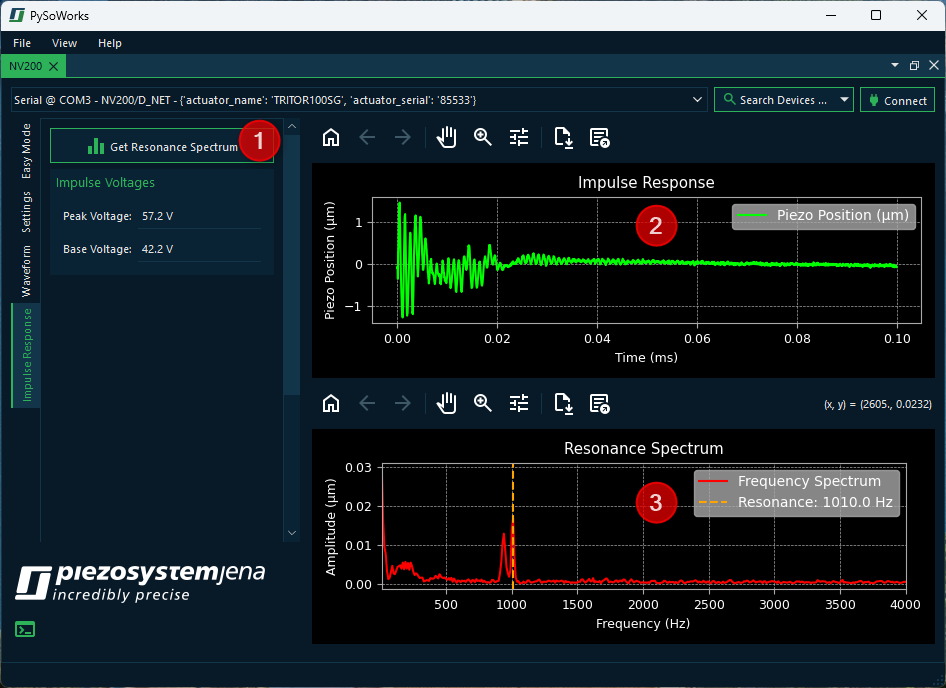 PySoWorks
File View Help
NV200
Serial @ COM3 - NV200/D_NET - {'actuator_name': 'TRITOR100SG', 'actuator_serial': '85533'}
Search Devices ...
Connect
Easy Mode
Settings
Waveform
Impulse Response
Get Resonance Spectrum
1
Impulse Voltages
Peak Voltage: 57.2 V
Base Voltage: 42.2 V
Impulse Response
Piezo Position (µm)
2
Piezo Position (µm)
1
0
−1
0.00 0.02 0.04 0.06 0.08 0.10
Time (ms)
(x, y) = (2605., 0.0232)
Resonance Spectrum
Frequency Spectrum
Resonance: 1010.0 Hz
3
Amplitude (µm)
0.03
0.02
0.01
0.00
500 1000 1500 2000 2500 3000 3500 4000
Frequency (Hz)
piezosystemjena
incredibly precise